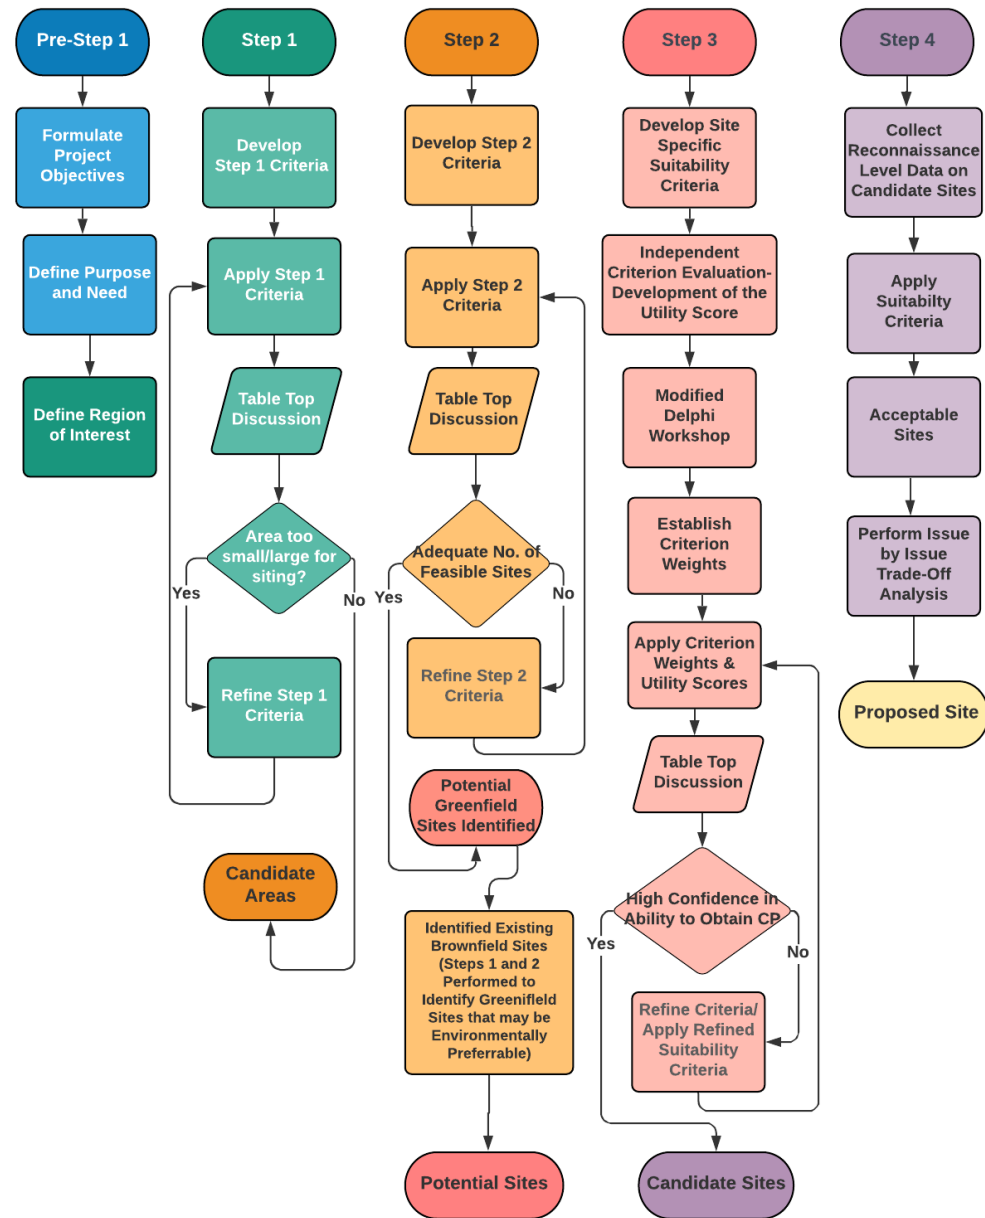 Pre-Step 1
Formulate
Project
Objectives
Define Purpose
and Need
Define Region
of Interest
Step 1
Develop
Step 1 Criteria
Apply Step 1
Criteria
Table Top
Discussion
Area too
small/large for
siting?
Yes
No
Refine Step 1
Criteria
Candidate
Areas
Step 2
Develop Step 2
Criteria
Apply Step 2
Criteria
Table Top
Discussion
Adequate No. of
Feasible Sites
Yes
No
Refine Step 2
Criteria
Potential
Greenfield
Sites Identified
Identified Existing
Brownfield Sites
(Steps 1 and 2
Performed to
Identify Greenifleld
Sites that may be
Environmentally
Preferrable)
Potential Sites
Step 3
Develop Site
Specific
Suitability
Criteria
Independent
Criterion Evaluation-
Development of the
Utility Score
Modified
Delphi
Workshop
Establish
Criterion
Weights
Apply Criterion
Weights &
Utility Scores
Table Top
Discussion
High Confidence in
Ability to Obtain CP
Yes
No
Refine Criteria/
Apply Refined
Suitability
Criteria
Candidate Sites
Step 4
Collect
Reconnaissance
Level Data on
Candidate Sites
Apply
Suitabilty
Criteria
Acceptable
Sites
Perform Issue
by Issue
Trade-Off
Analysis
Proposed Site